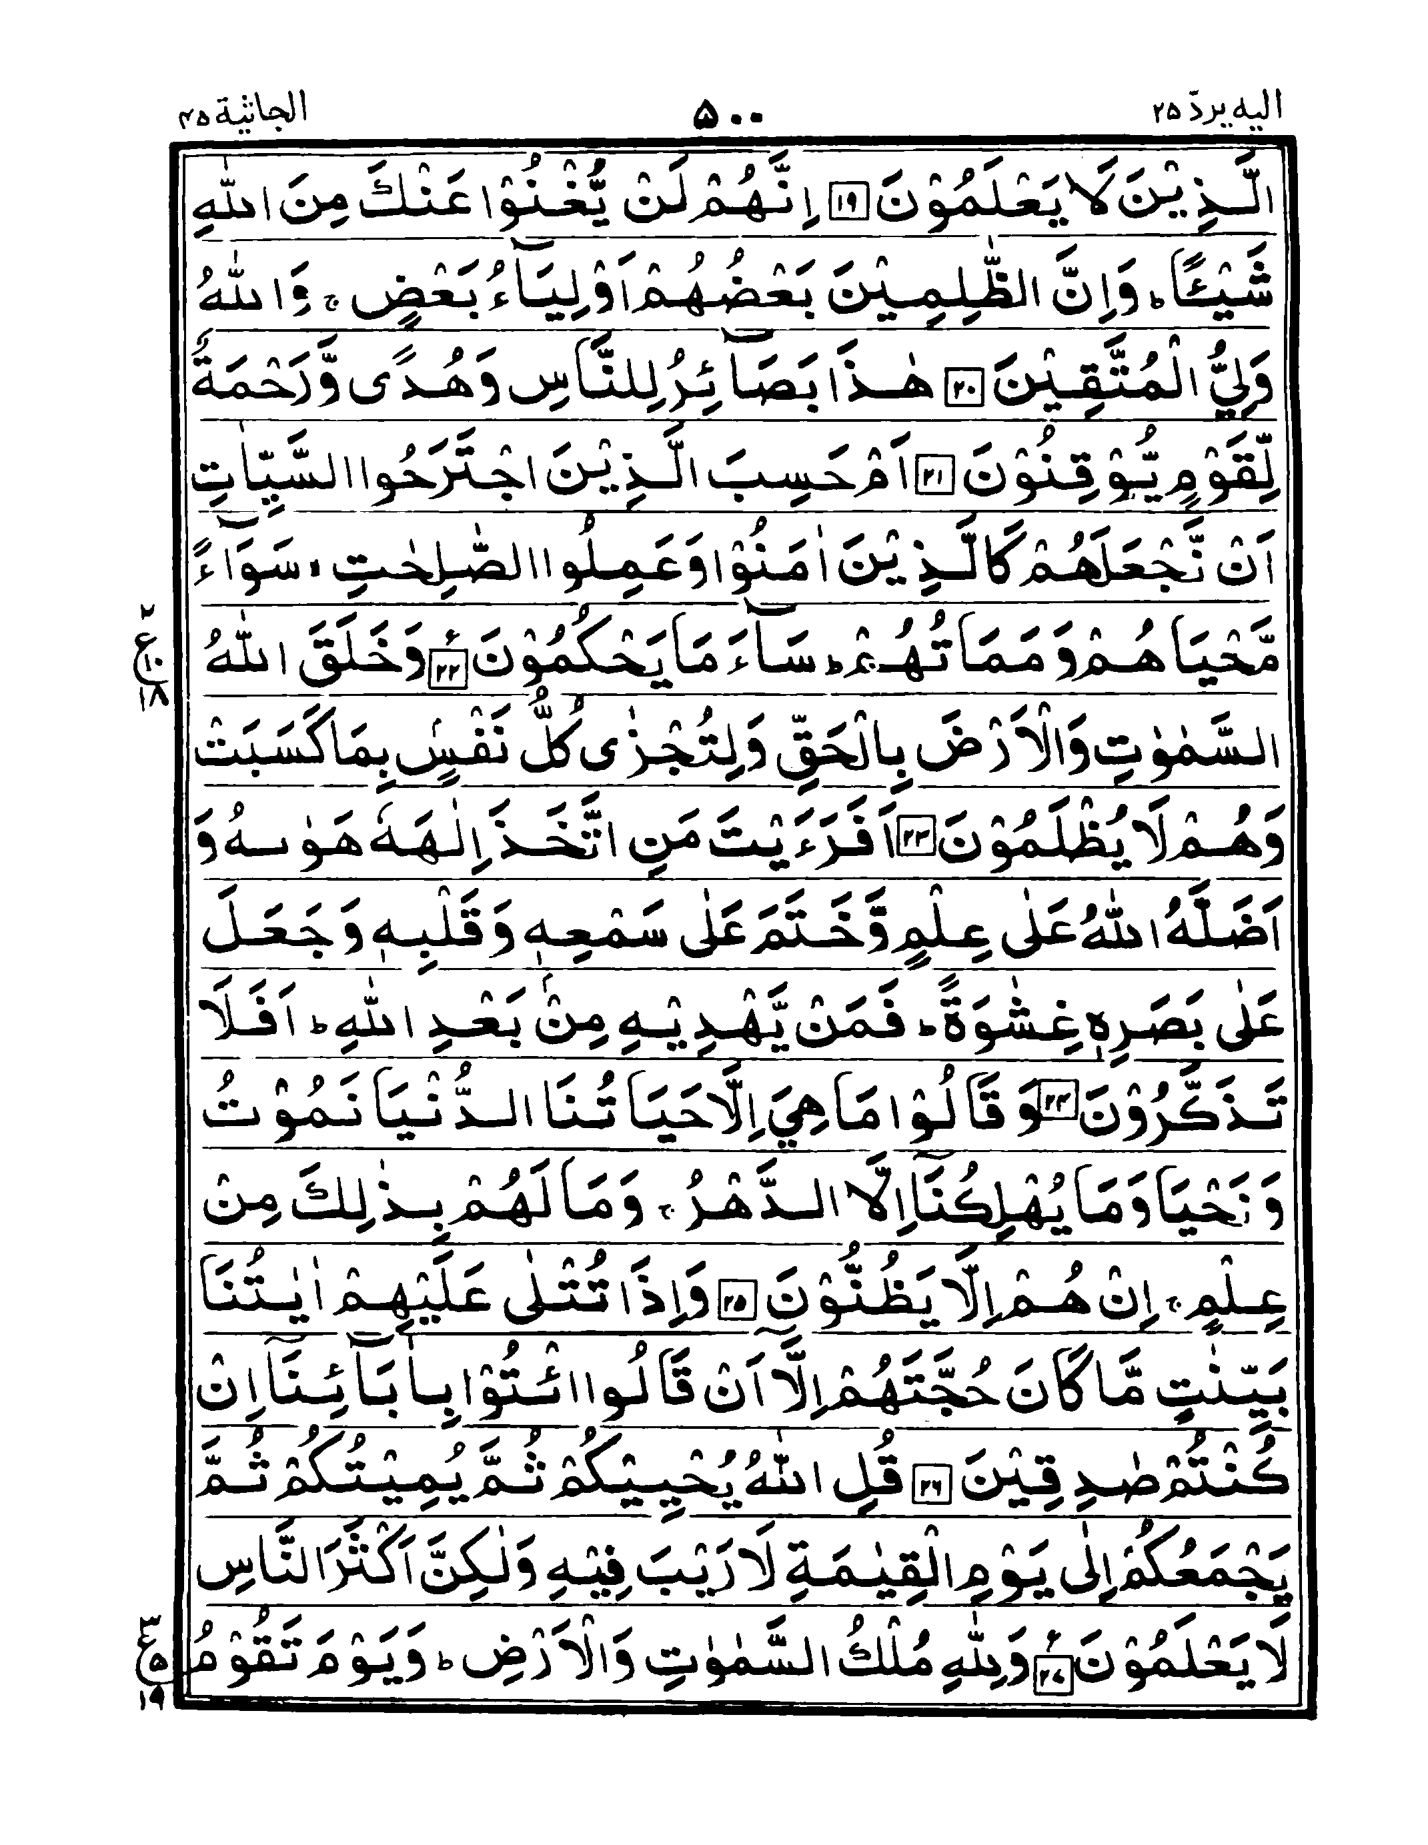 اليه يردّ ٢٥
٥٠٠
الجاثية ٤٥
الَّذِيْنَ لَا يَعْلَمُوْنَ ١٩ اِنَّهُمْ لَنْ يُّغْنُوْا عَنْكَ مِنَ اللّٰهِ
شَيْـًٔاؕ وَاِنَّ الظّٰلِمِيْنَ بَعْضُهُمْ اَوْلِيَآءُ بَعْضٍۚ وَاللّٰهُ
وَلِيُّ الْمُتَّقِيْنَ ٢٠ هٰذَا بَصَآئِرُ لِلنَّاسِ وَهُدًى وَّرَحْمَةٌ
لِّقَوْمٍ يُّوْقِنُوْنَ ٢١ اَمْ حَسِبَ الَّذِيْنَ اجْتَرَحُوا السَّيِّاٰتِ
اَنْ نَّجْعَلَهُمْ كَالَّذِيْنَ اٰمَنُوْا وَعَمِلُوا الصّٰلِحٰتِ سَوَآءً
مَّحْيَاهُمْ وَمَمَاتُهُمْؕ سَآءَ مَا يَحْكُمُوْنَ ٢٢ وَخَلَقَ اللّٰهُ
السَّمٰوٰتِ وَالْاَرْضَ بِالْحَقِّ وَلِتُجْزٰى كُلُّ نَفْسٍۭ بِمَا كَسَبَتْ
وَهُمْ لَا يُظْلَمُوْنَ ٢٣ اَفَرَءَيْتَ مَنِ اتَّخَذَ اِلٰهَهٗ هَوٰىهُ وَ
اَضَلَّهُ اللّٰهُ عَلٰى عِلْمٍ وَّخَتَمَ عَلٰى سَمْعِهٖ وَقَلْبِهٖ وَجَعَلَ
عَلٰى بَصَرِهٖ غِشٰوَةًؕ فَمَنْ يَّهْدِيْهِ مِنْۢ بَعْدِ اللّٰهِؕ اَفَلَا
تَذَكَّرُوْنَ ٢٤ وَقَالُوْا مَا هِيَ اِلَّا حَيَاتُنَا الدُّنْيَا نَمُوْتُ
وَنَحْيَا وَمَا يُهْلِكُنَآ اِلَّا الدَّهْرُۚ وَمَا لَهُمْ بِذٰلِكَ مِنْ
عِلْمٍۚ اِنْ هُمْ اِلَّا يَظُنُّوْنَ ٢٥ وَاِذَا تُتْلٰى عَلَيْهِمْ اٰيٰتُنَا
بَيِّنٰتٍ مَّا كَانَ حُجَّتَهُمْ اِلَّآ اَنْ قَالُوا ائْتُوْا بِاٰبَآئِنَآ اِنْ
كُنْتُمْ صٰدِقِيْنَ ٢٦ قُلِ اللّٰهُ يُحْيِيْكُمْ ثُمَّ يُمِيْتُكُمْ ثُمَّ
يَجْمَعُكُمْ اِلٰى يَوْمِ الْقِيٰمَةِ لَا رَيْبَ فِيْهِ وَلٰكِنَّ اَكْثَرَ النَّاسِ
لَا يَعْلَمُوْنَ ٢٧ وَلِلّٰهِ مُلْكُ السَّمٰوٰتِ وَالْاَرْضِؕ وَيَوْمَ تَقُوْمُ
٢
ع
١٠
١٨
٣
ع
٥
١٩